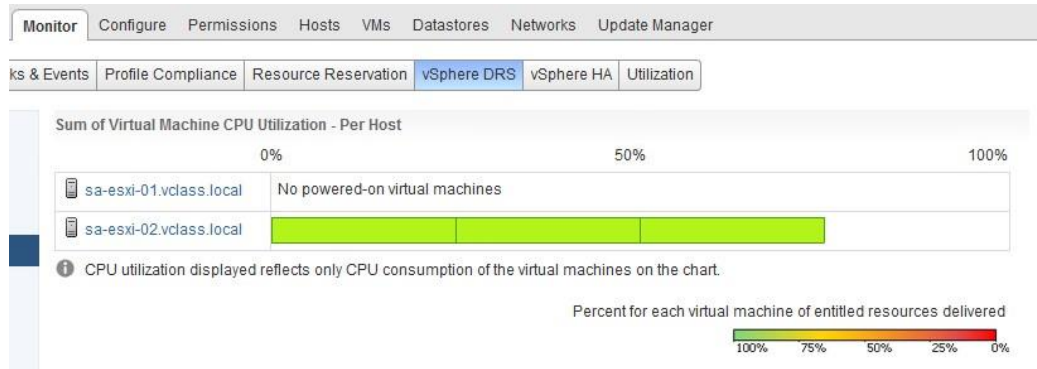 Monitor Configure Permissions Hosts VMs Datastores Networks Update Manager
ks & Events Profile Compliance Resource Reservation vSphere DRS vSphere HA Utilization
Sum of Virtual Machine CPU Utilization - Per Host
0% 50% 100%
sa-esxi-01.vclass.local No powered-on virtual machines
sa-esxi-02.vclass.local
CPU utilization displayed reflects only CPU consumption of the virtual machines on the chart.
Percent for each virtual machine of entitled resources delivered
100% 75% 50% 25% 0%